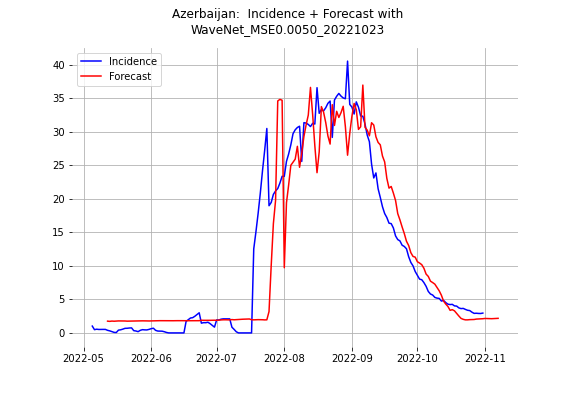 Azerbaijan:  Incidence + Forecast with
WaveNet_MSE0.0050_20221023
Incidence
Forecast
40
35
30
25
20
15
10
5
0
2022-05 2022-06 2022-07 2022-08 2022-09 2022-10 2022-11